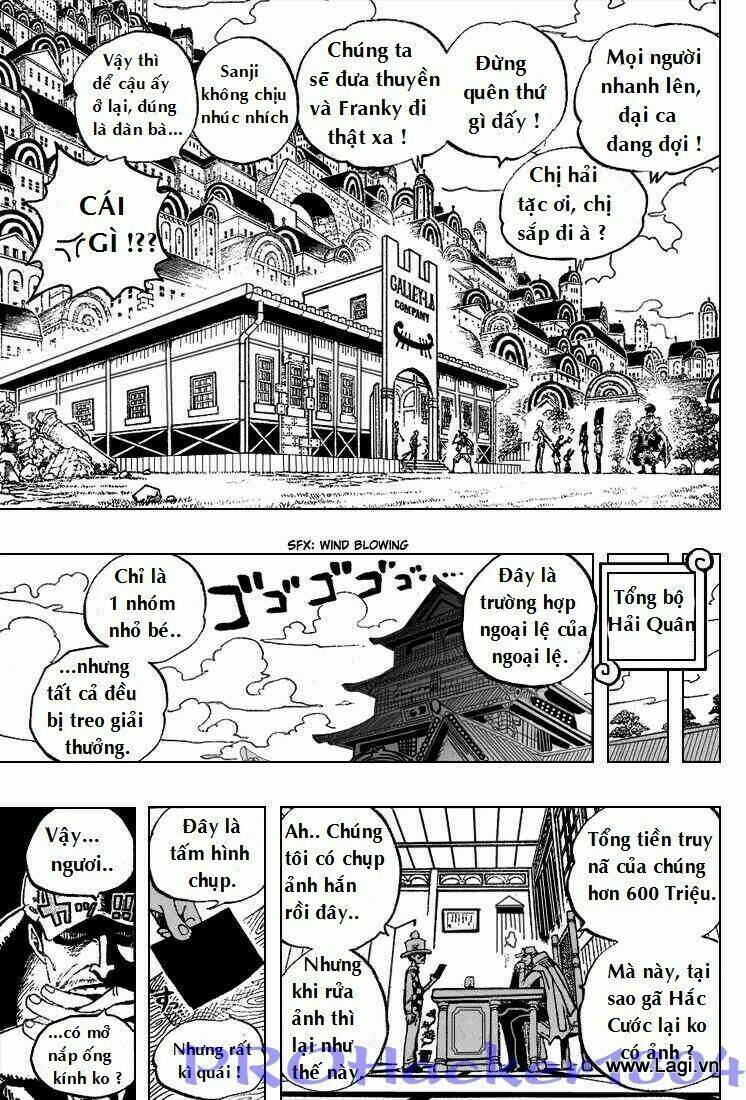 Mọi người
nhanh lên,
đại ca
đang đợi !
Đừng
quên thứ
gì đấy !
Chúng ta
sẽ đưa thuyền
và Franky đi
thật xa !
Sanji
không chịu
nhúc nhích
Vậy thì
để cậu ấy
ở lại, đúng
là đàn bà...
Chị hải
tặc ơi, chị
sắp đi à ?
CÁI
GÌ !???
GALLEY-LA
COMPANY
SFX: WIND BLOWING
Tổng bộ
Hải Quân
Đây là
trường hợp
ngoại lệ của
ngoại lệ.
ゴゴゴゴゴ
Chỉ là
1 nhóm
nhỏ bé..
...nhưng
tất cả đều
bị treo giải
thưởng.
Tổng tiền truy
nã của chúng
hơn 600 Triệu.
Mà này, tại
sao gã Hắc
Cước lại ko
có ảnh ?
Ah.. Chúng
tôi có chụp
ảnh hắn
rồi đây..
Nhưng
khi rửa
ảnh thì
lại như
thế này.
Đây là
tấm hình
chụp.
Nhưng rất
kì quái !
Vậy...
ngươi..
...có mở
nắp ống
kính ko ?
PROHacker1804
www.Lagi.vn